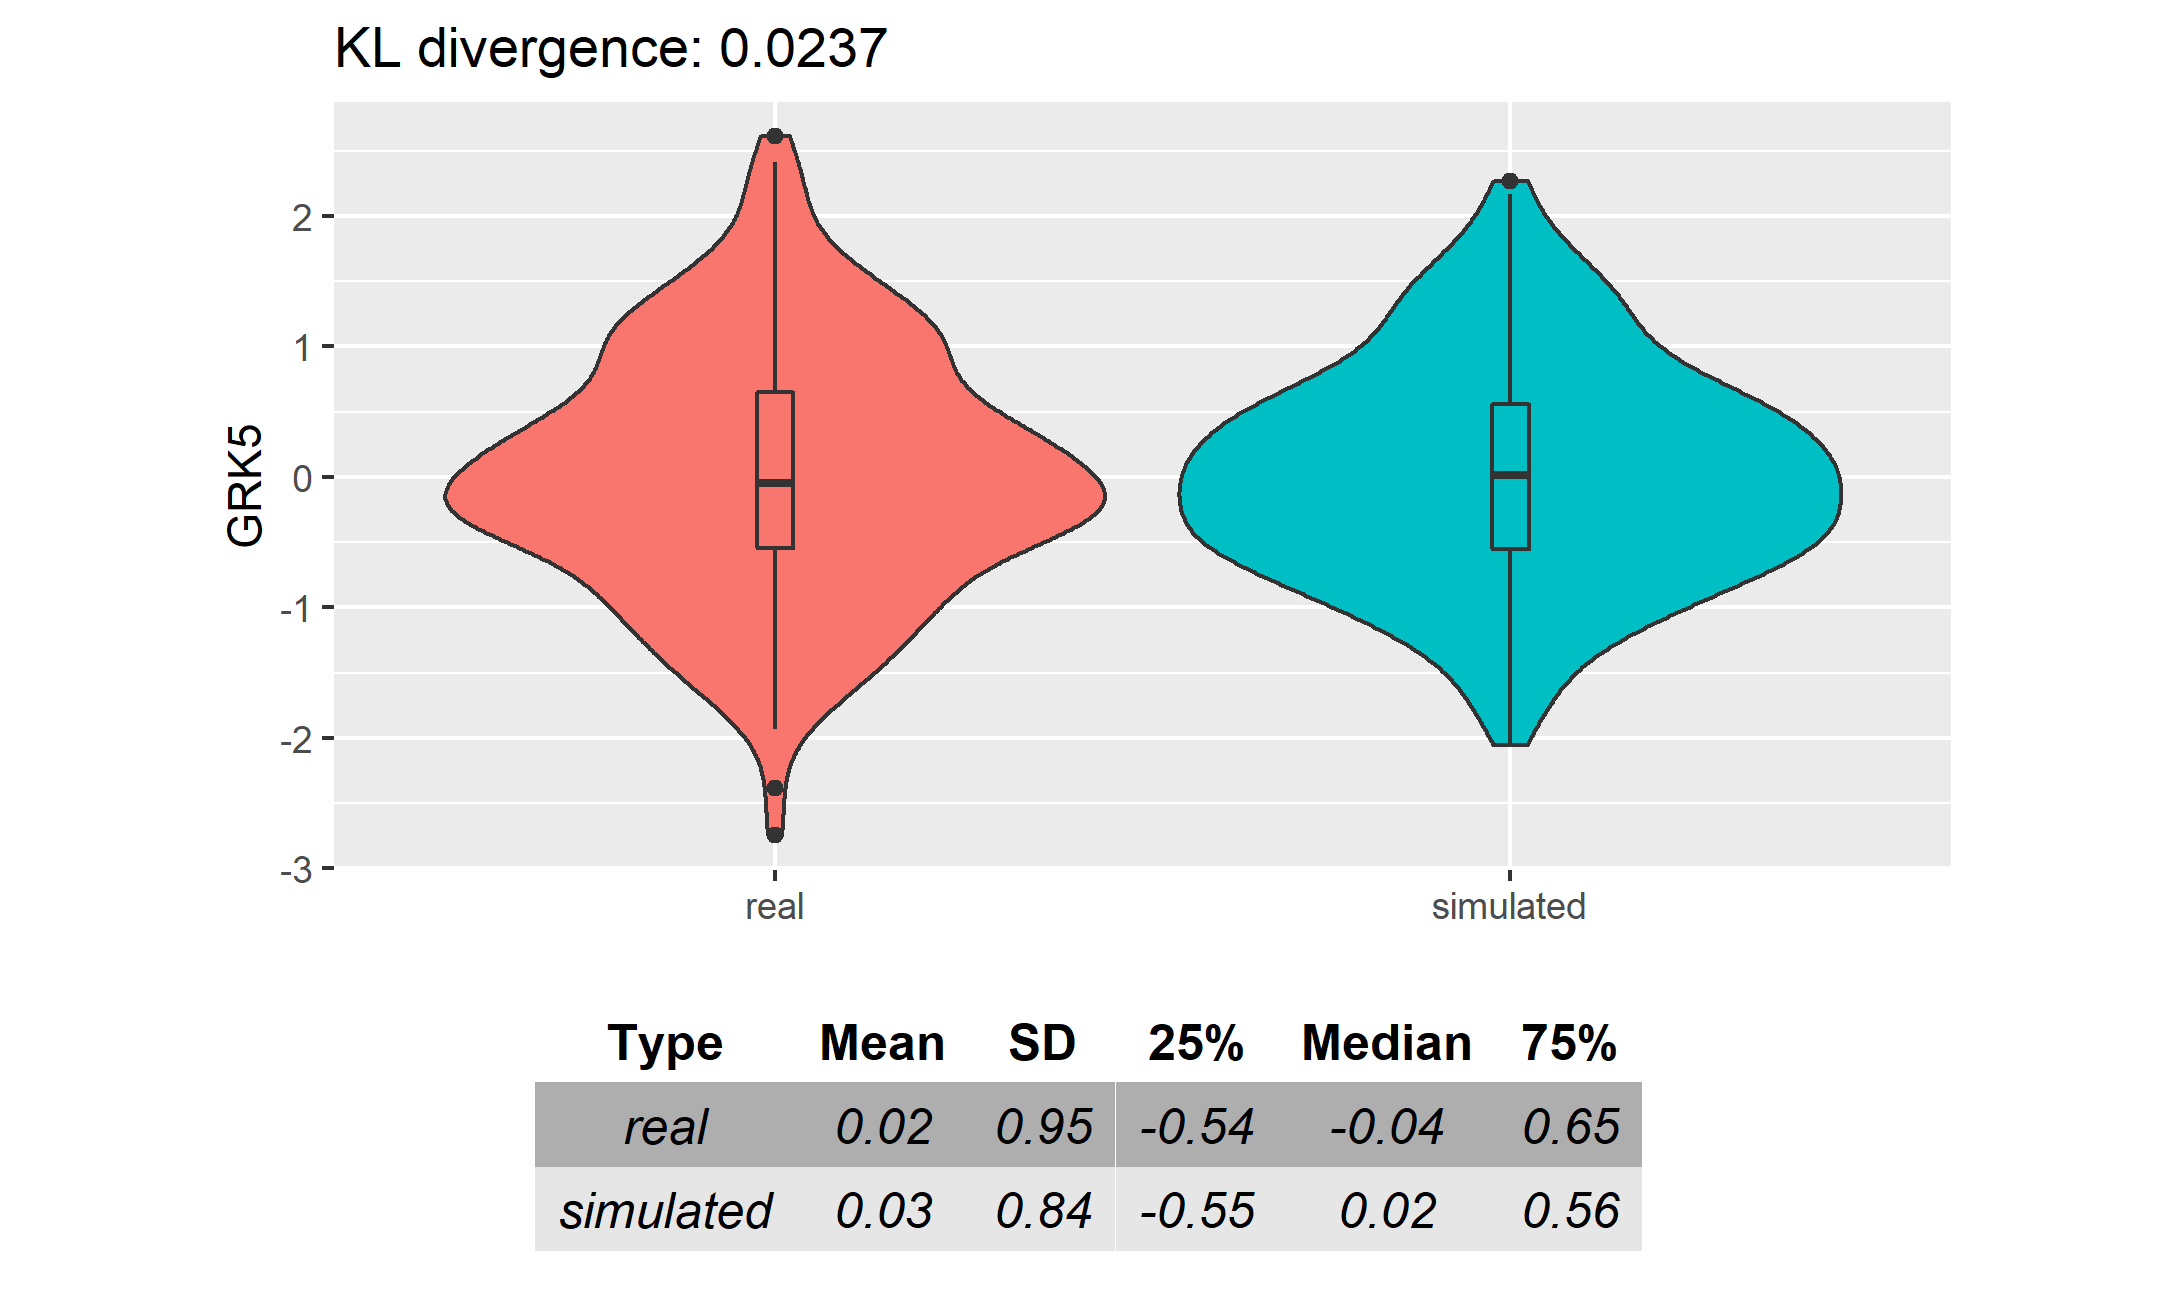 KL divergence: 0.0237
GRK5
2
1
0
-1
-2
-3
real simulated
Type Mean SD 25% Median 75%
real 0.02 0.95 -0.54 -0.04 0.65
simulated 0.03 0.84 -0.55 0.02 0.56